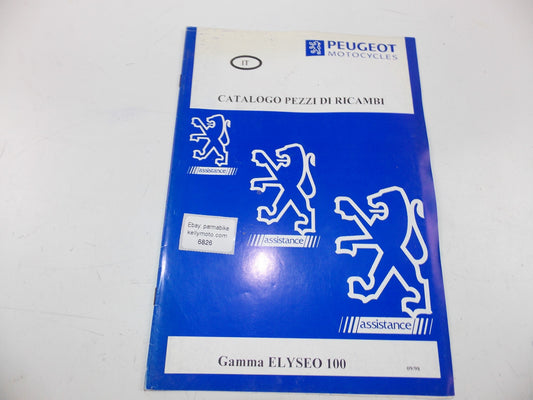 PEUGEOT
MOTOCYCLES
IT
CATALOGO PEZZI DI RICAMBI
assistance
assistance
assistance
Ebay parmabike
kellymoto.com
6826
Gamma ELYSEO 100
09/98